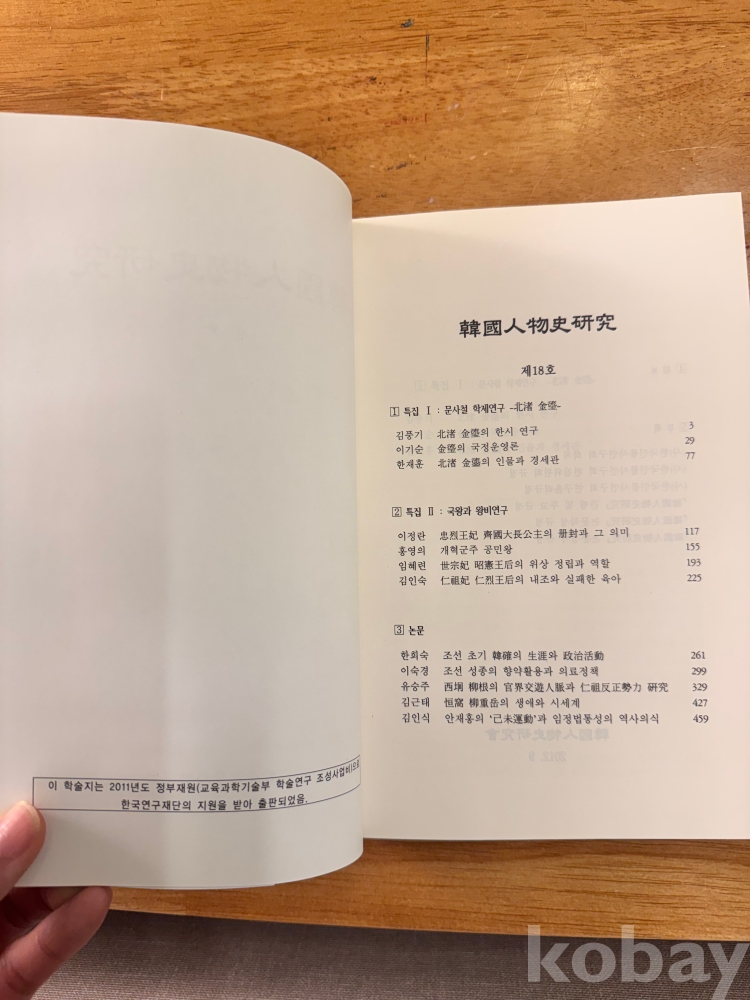 이 학술지는 2011년도 정부재원(교육과학기술부 학술연구 조성사업비)으로
한국연구재단의 지원을 받아 출판되었음.
韓國人物史硏究
제18호
1 특집 Ⅰ : 문사철 학제연구 -北渚 金瑬-
김풍기 北渚 金瑬의 한시 연구 3
이기순 金瑬의 국정운영론 29
한재훈 北渚 金瑬의 인물과 경세관 77
2 특집 Ⅱ : 국왕과 왕비연구
이정란 忠烈王妃 齊國大長公主의 冊封과 그 의미 117
홍영의 개혁군주 공민왕 155
임혜련 世宗妃 昭憲王后의 위상 정립과 역할 193
김인숙 仁祖妃 仁烈王后의 내조와 실패한 육아 225
3 논문
한희숙 조선 초기 韓確의 生涯와 政治活動 261
이숙경 조선 성종의 향약활용과 의료정책 299
유승주 西坰 柳根의 官界交遊人脈과 仁祖反正勢力 硏究 329
김근태 恒窩 柳重岳의 생애와 시세계 427
김인식 안재홍의 '己未運動'과 임정법통성의 역사의식 459
韓國人物史硏究會
2012. 9
kobay